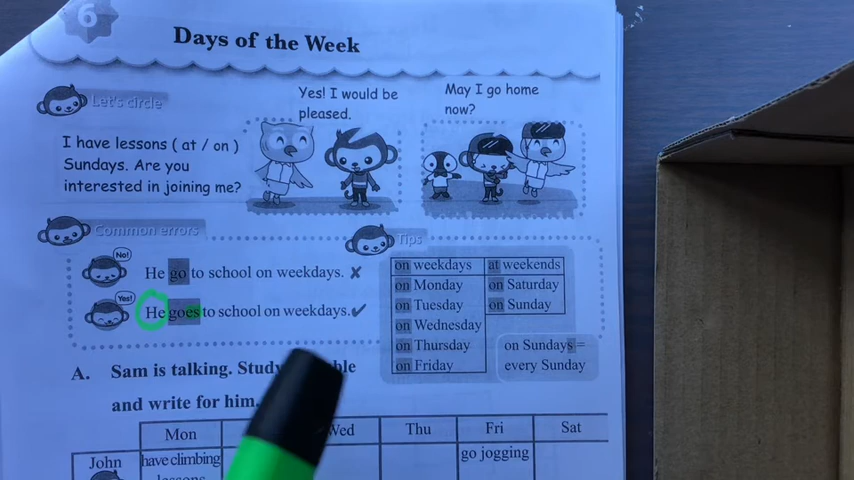 6
Days of the Week
Let's circle
Yes! I would be
pleased.
May I go home
now?
I have lessons ( at / on )
Sundays. Are you
interested in joining me?
Common errors
No!
He go to school on weekdays. ✗
Yes!
He goes to school on weekdays. ✓
Tips
on weekdays at weekends
on Monday on Saturday
on Tuesday on Sunday
on Wednesday
on Thursday
on Friday
on Sundays =
every Sunday
A. Sam is talking. Study
and write for him.
Mon Wed Thu Fri Sat
John have climbing go jogging
lessons